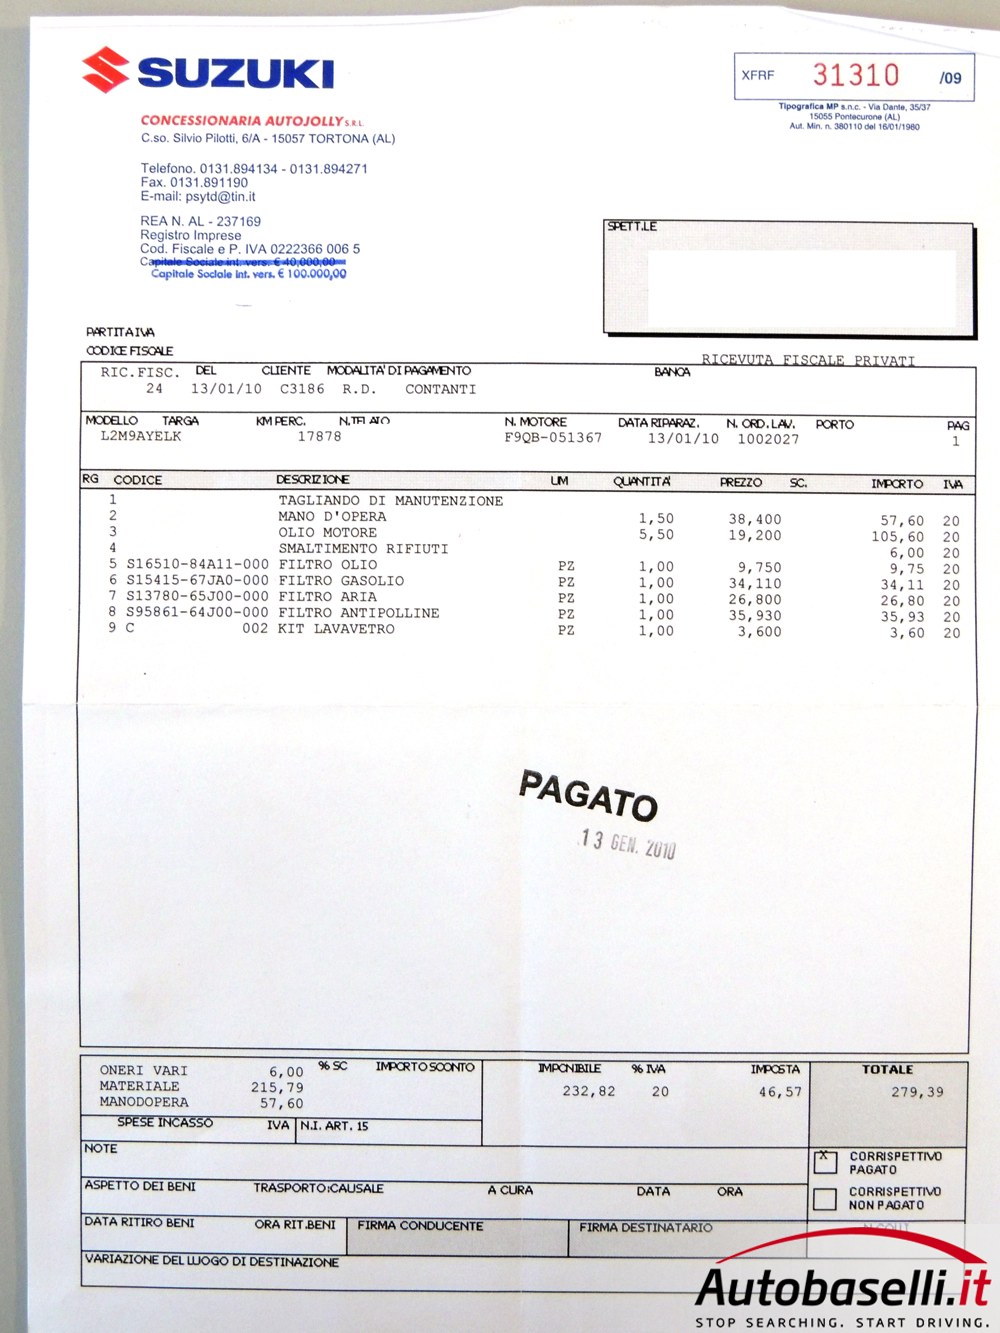 SUZUKI
XFRF 31310 /09
Tipografica MP s.n.c. - Via Dante, 35/37
15055 Pontecurone (AL)
Aut. Min. n. 380110 del 16/01/1980
CONCESSIONARIA AUTOJOLLY S.R.L.
C.so. Silvio Pilotti, 6/A - 15057 TORTONA (AL)
Telefono. 0131.894134 - 0131.894271
Fax. 0131.891190
E-mail: psytd@tin.it
REA N. AL - 237169
Registro Imprese
Cod. Fiscale e P. IVA 0222366 006 5
Capitale Sociale int. vers. € 40,000,00
Capitale Sociale int. vers. € 100.000,00
SPETT.LE
PARTITA IVA
CODICE FISCALE
RICEVUTA FISCALE PRIVATI
RIC.FISC. DEL CLIENTE MODALITA' DI PAGAMENTO BANCA
24 13/01/10 C3186 R.D. CONTANTI
MODELLO TARGA KM PERC. N.TELAIO N. MOTORE DATA RIPARAZ. N. ORD. LAV. PORTO PAG
L2M9AYELK 17878 F9QB-051367 13/01/10 1002027 1
RG CODICE DESCRIZIONE UM QUANTITA' PREZZO SC. IMPORTO IVA
1 TAGLIANDO DI MANUTENZIONE
2 MANO D'OPERA 1,50 38,400 57,60 20
3 OLIO MOTORE 5,50 19,200 105,60 20
4 SMALTIMENTO RIFIUTI 6,00 20
5 S16510-84A11-000 FILTRO OLIO PZ 1,00 9,750 9,75 20
6 S15415-67JA0-000 FILTRO GASOLIO PZ 1,00 34,110 34,11 20
7 S13780-65J00-000 FILTRO ARIA PZ 1,00 26,800 26,80 20
8 S95861-64J00-000 FILTRO ANTIPOLLINE PZ 1,00 35,930 35,93 20
9 C 002 KIT LAVAVETRO PZ 1,00 3,600 3,60 20
PAGATO
13 GEN. 2010
% SC IMPORTO SCONTO IMPONIBILE % IVA IMPOSTA TOTALE
ONERI VARI 6,00
MATERIALE 215,79 232,82 20 46,57 279,39
MANODOPERA 57,60
SPESE INCASSO IVA N.I. ART. 15
NOTE
X CORRISPETTIVO PAGATO
ASPETTO DEI BENI TRASPORTO:CAUSALE A CURA DATA ORA
CORRISPETTIVO NON PAGATO
DATA RITIRO BENI ORA RIT.BENI FIRMA CONDUCENTE FIRMA DESTINATARIO
VARIAZIONE DEL LUOGO DI DESTINAZIONE
Autobaselli.it
STOP SEARCHING. START DRIVING.